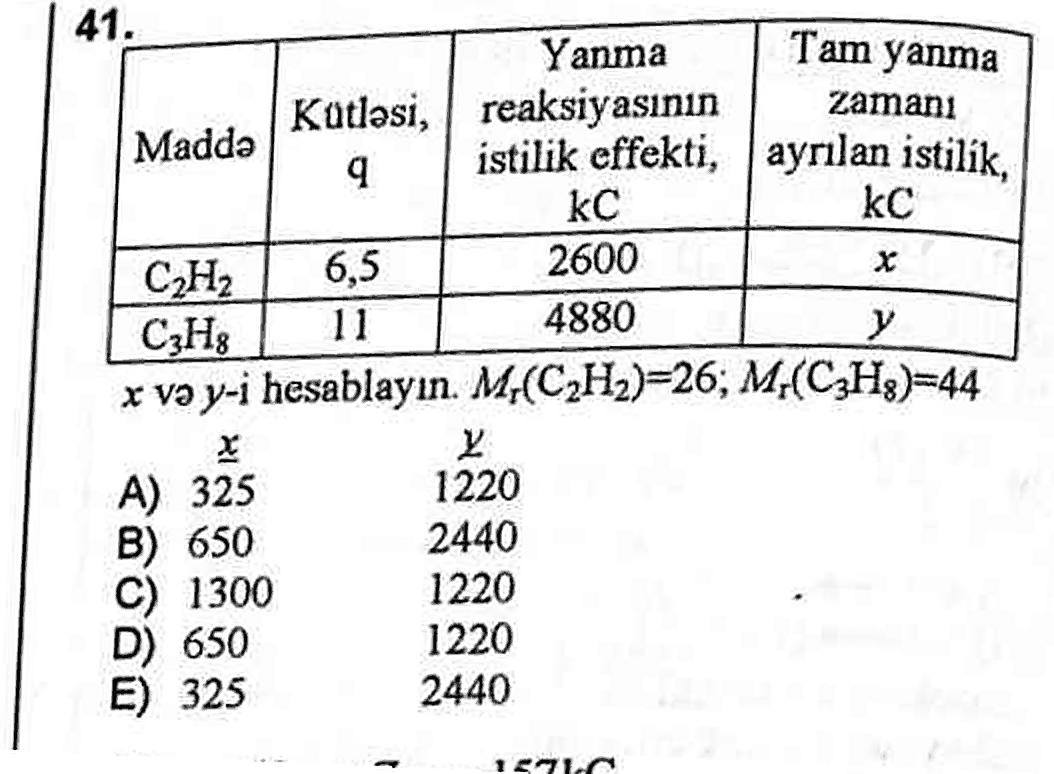 41.
Maddə | Kütləsi, q | Yanma reaksiyasının istilik effekti, kC | Tam yanma zamanı ayrılan istilik, kC
C₂H₂ | 6,5 | 2600 | x
C₃H₈ | 11 | 4880 | y
x və y-i hesablayın. Mᵣ(C₂H₂)=26; Mᵣ(C₃H₈)=44
x y
A) 325 1220
B) 650 2440
C) 1300 1220
D) 650 1220
E) 325 2440
157kC